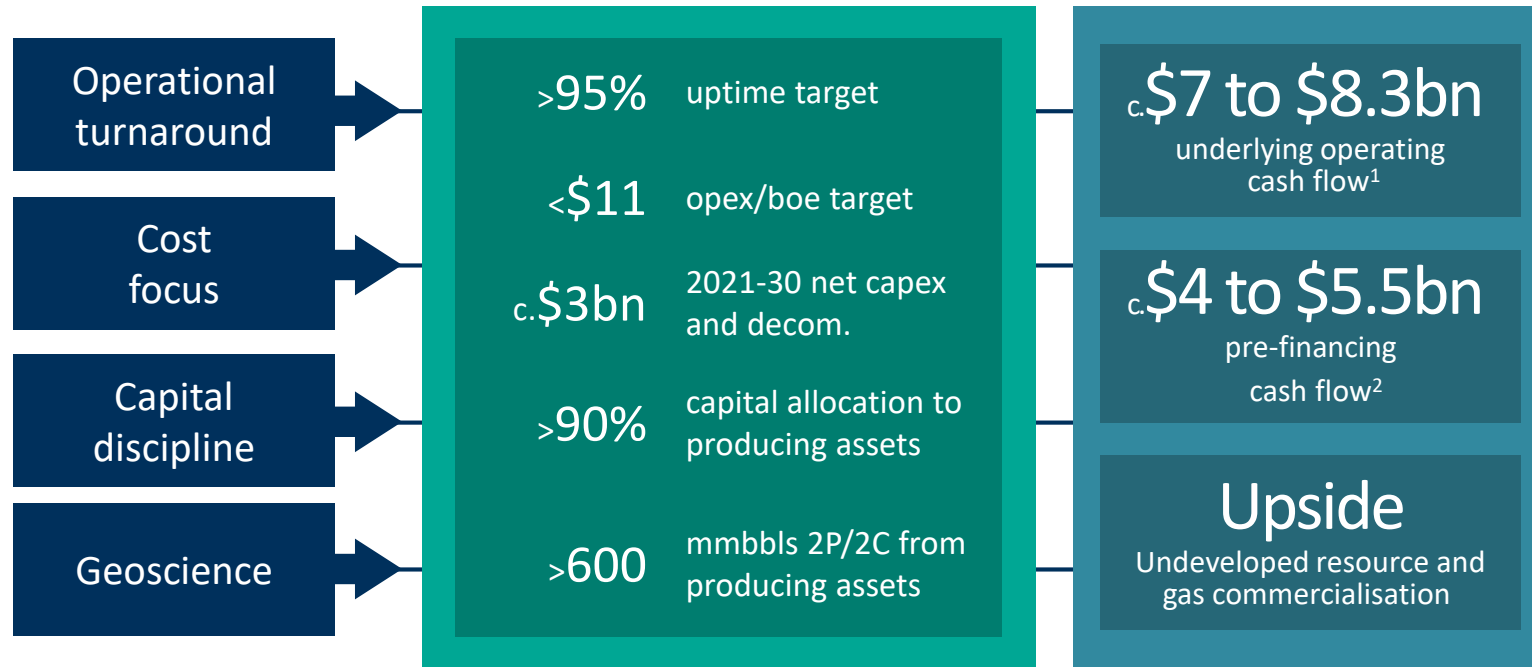 Operational
turnaround
Cost
focus
Capital
discipline
Geoscience
>95% uptime target
<$11 opex/boe target
c.$3bn 2021-30 net capex
and decom.
>90% capital allocation to
producing assets
>600 mmbbls 2P/2C from
producing assets
c.$7 to $8.3bn
underlying operating
cash flow¹
c.$4 to $5.5bn
pre-financing
cash flow²
Upside
Undeveloped resource and
gas commercialisation